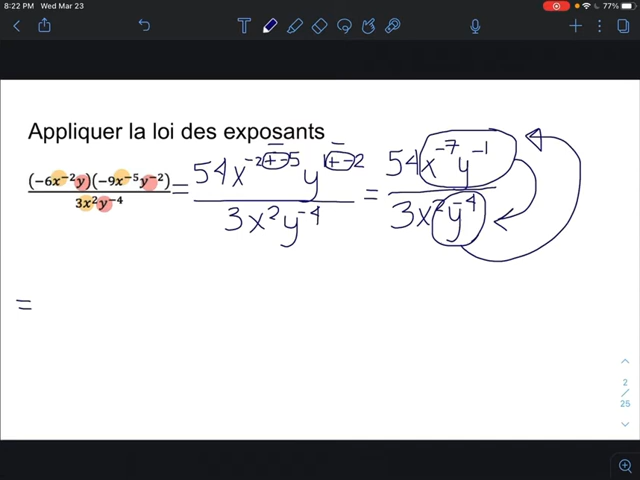 8:22 PM Wed Mar 23 77%
Appliquer la loi des exposants
(−6x⁻²y)(−9x⁻⁵y⁻²) / 3x²y⁻⁴ = 54x⁻²⁺⁻⁵ y¹⁺⁻² / 3x²y⁻⁴ = 54x⁻⁷y⁻¹ / 3x²y⁻⁴
=
2
/
25